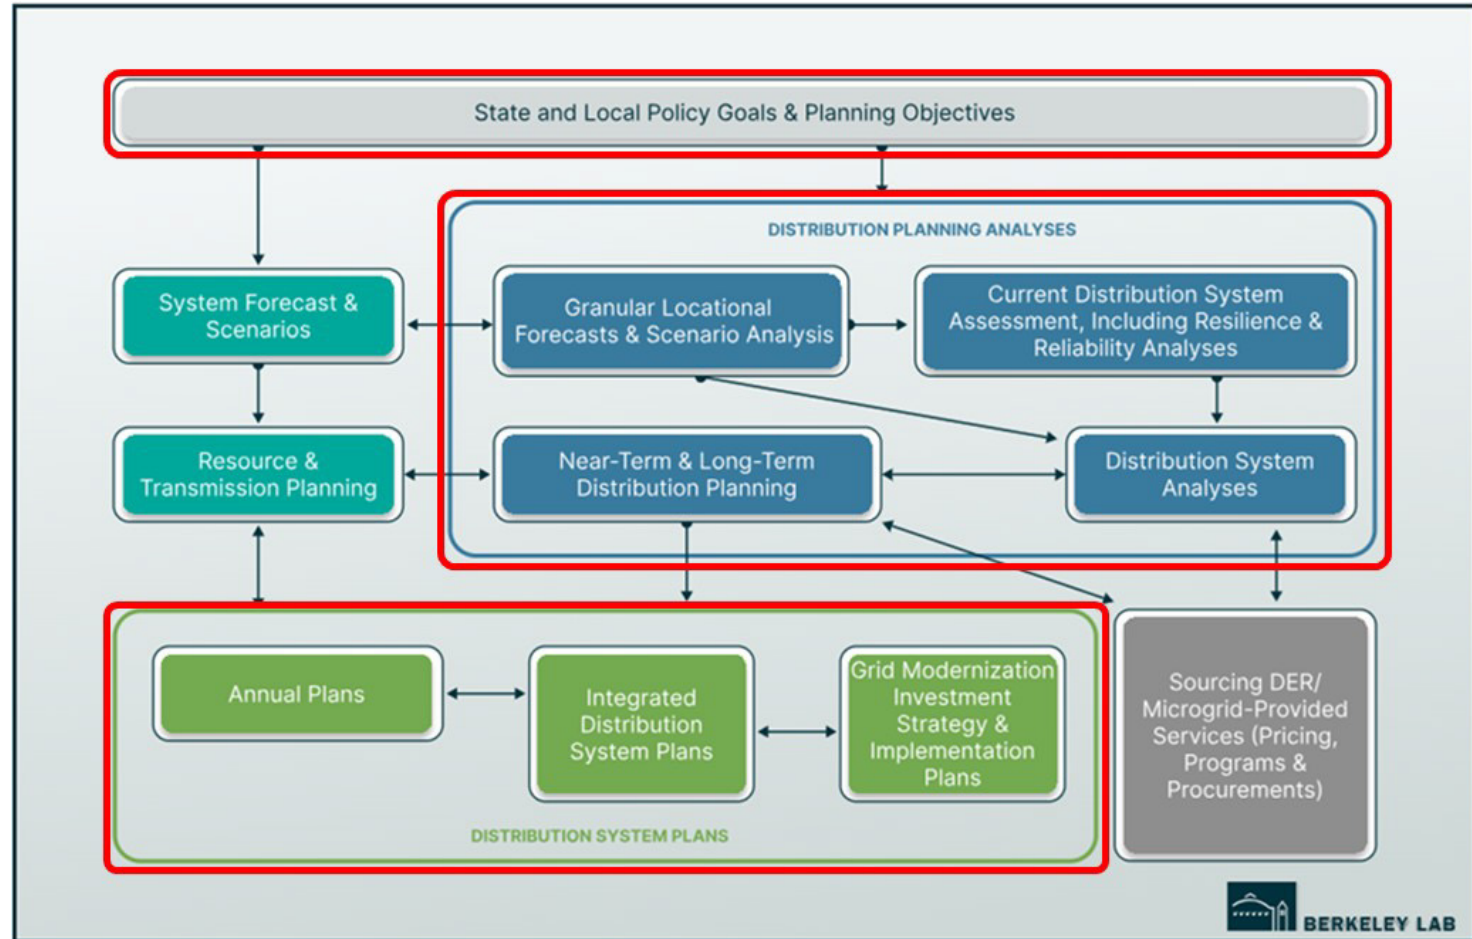 State and Local Policy Goals & Planning Objectives
DISTRIBUTION PLANNING ANALYSES
System Forecast &
Scenarios
Granular Locational
Forecasts & Scenario Analysis
Current Distribution System
Assessment, Including Resilience &
Reliability Analyses
Resource &
Transmission Planning
Near-Term & Long-Term
Distribution Planning
Distribution System
Analyses
Annual Plans
Integrated
Distribution
System Plans
Grid Modernization
Investment
Strategy &
Implementation
Plans
Sourcing DER/
Microgrid-Provided
Services (Pricing,
Programs &
Procurements)
DISTRIBUTION SYSTEM PLANS
BERKELEY LAB